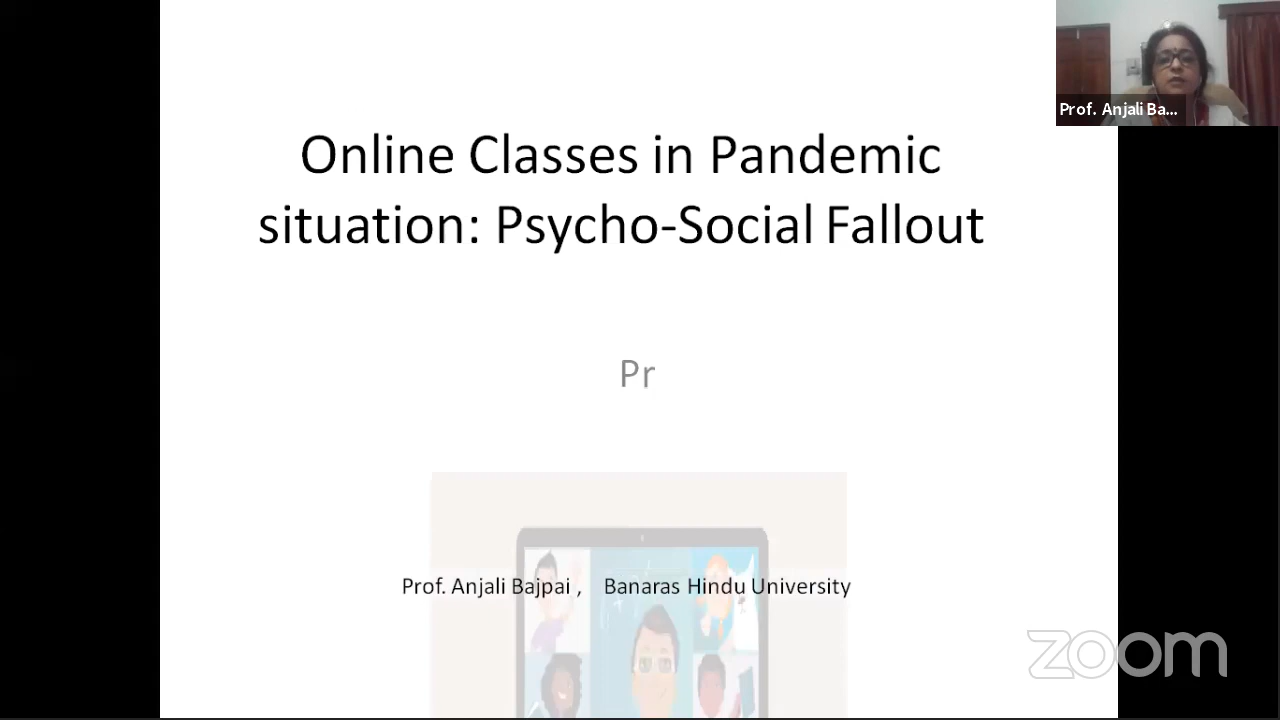 Prof. Anjali Ba...
Online Classes in Pandemic
situation: Psycho-Social Fallout
Pr
Prof. Anjali Bajpai , Banaras Hindu University
zoom